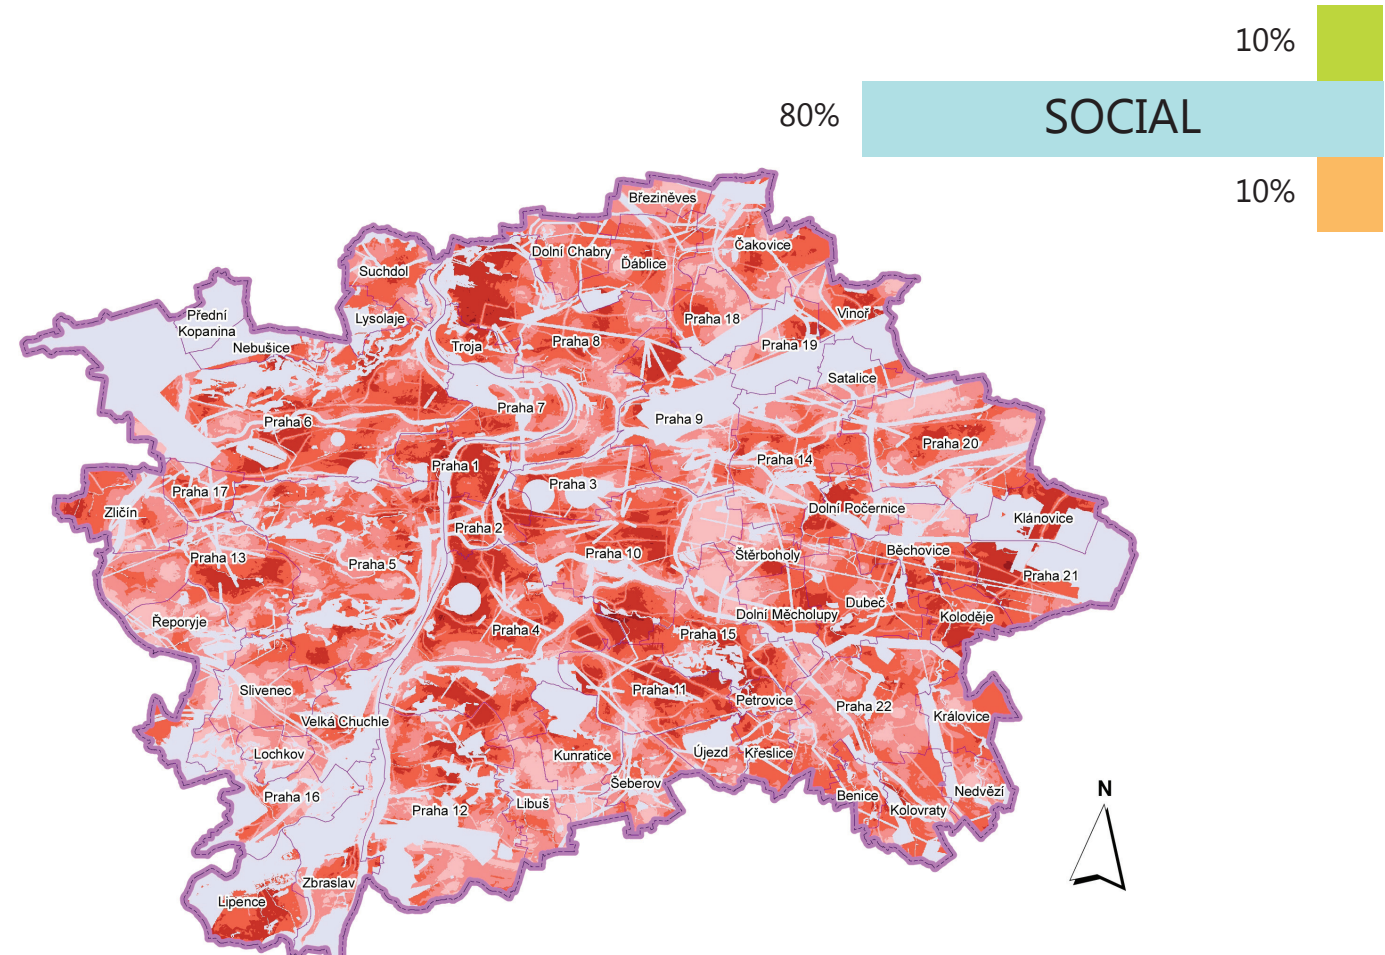 10%
80%
SOCIAL
10%
Březiněves
Čakovice
Dolní Chabry
Ďáblice
Suchdol
Vinoř
Přední
Kopanina
Lysolaje
Praha 18
Nebušice
Troja
Praha 8
Praha 19
Satalice
Praha 7
Praha 6
Praha 9
Praha 20
Praha 1
Praha 14
Praha 17
Praha 3
Zličín
Dolní Počernice
Klánovice
Praha 2
Praha 13
Praha 5
Praha 10
Štěrboholy
Běchovice
Praha 21
Dubeč
Řeporyje
Dolní Měcholupy
Koloděje
Praha 4
Praha 15
Slivenec
Praha 11
Petrovice
Praha 22
Královice
Velká Chuchle
Lochkov
Kunratice
Újezd
Křeslice
Šeberov
Praha 16
Libuš
Benice
Nedvězí
Praha 12
Kolovraty
N
Zbraslav
Lipence